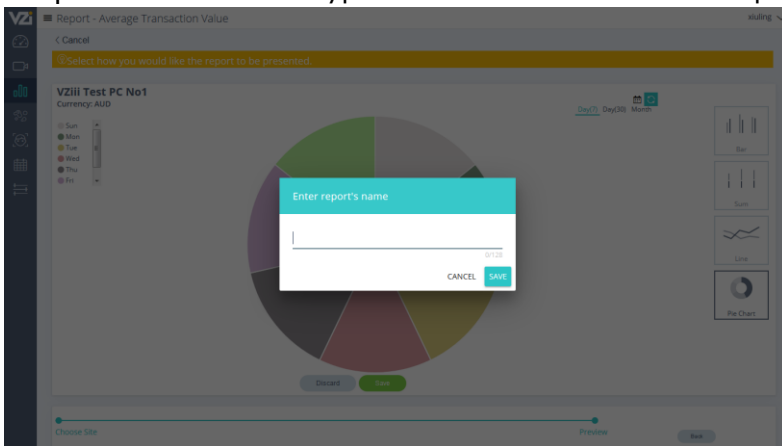 VZi
Report - Average Transaction Value
xiuling
< Cancel
Select how you would like the report to be presented.
VZiii Test PC No1
Currency: AUD
Day(7) Day(30) Month
Sun
Mon
Tue
Wed
Thu
Fri
Bar
Line
Pie Chart
Enter report's name
0/128
CANCEL SAVE
Discard Save
Choose Site Preview
Back